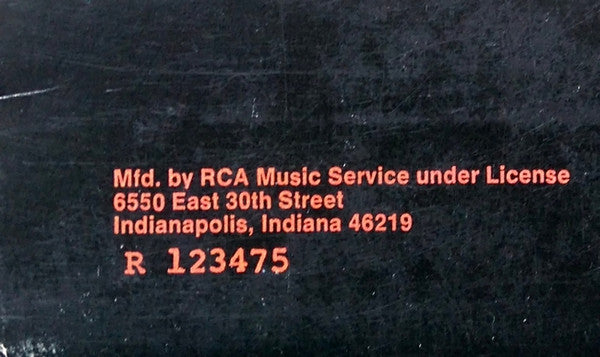 Mfd. by RCA Music Service under License
6550 East 30th Street
Indianapolis, Indiana 46219
R 123475